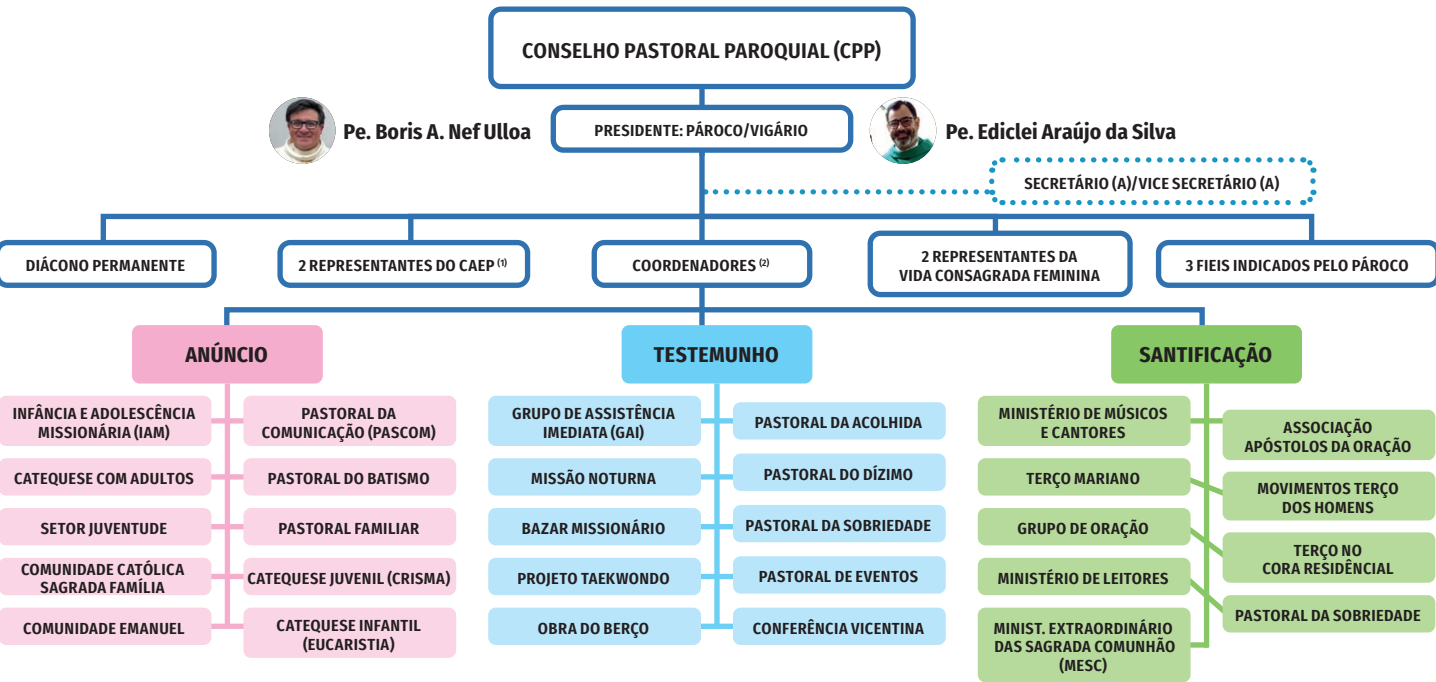 CONSELHO PASTORAL PAROQUIAL (CPP)
Pe. Boris A. Nef Ulloa
PRESIDENTE: PÁROCO/VIGÁRIO
Pe. Ediclei Araújo da Silva
SECRETÁRIO (A)/VICE SECRETÁRIO (A)
DIÁCONO PERMANENTE
2 REPRESENTANTES DO CAEP (1)
COORDENADORES (2)
2 REPRESENTANTES DA
VIDA CONSAGRADA FEMININA
3 FIEIS INDICADOS PELO PÁROCO
ANÚNCIO
INFÂNCIA E ADOLESCÊNCIA
MISSIONÁRIA (IAM)
PASTORAL DA
COMUNICAÇÃO (PASCOM)
CATEQUESE COM ADULTOS
PASTORAL DO BATISMO
SETOR JUVENTUDE
PASTORAL FAMILIAR
COMUNIDADE CATÓLICA
SAGRADA FAMÍLIA
CATEQUESE JUVENIL (CRISMA)
COMUNIDADE EMANUEL
CATEQUESE INFANTIL
(EUCARISTIA)
TESTEMUNHO
GRUPO DE ASSISTÊNCIA
IMEDIATA (GAI)
PASTORAL DA ACOLHIDA
MISSÃO NOTURNA
PASTORAL DO DÍZIMO
BAZAR MISSIONÁRIO
PASTORAL DA SOBRIEDADE
PROJETO TAEKWONDO
PASTORAL DE EVENTOS
OBRA DO BERÇO
CONFERÊNCIA VICENTINA
SANTIFICAÇÃO
MINISTÉRIO DE MÚSICOS
E CANTORES
ASSOCIAÇÃO
APÓSTOLOS DA ORAÇÃO
TERÇO MARIANO
MOVIMENTOS TERÇO
DOS HOMENS
GRUPO DE ORAÇÃO
TERÇO NO
CORA RESIDÊNCIAL
MINISTÉRIO DE LEITORES
PASTORAL DA SOBRIEDADE
MINIST. EXTRAORDINÁRIO
DAS SAGRADA COMUNHÃO
(MESC)